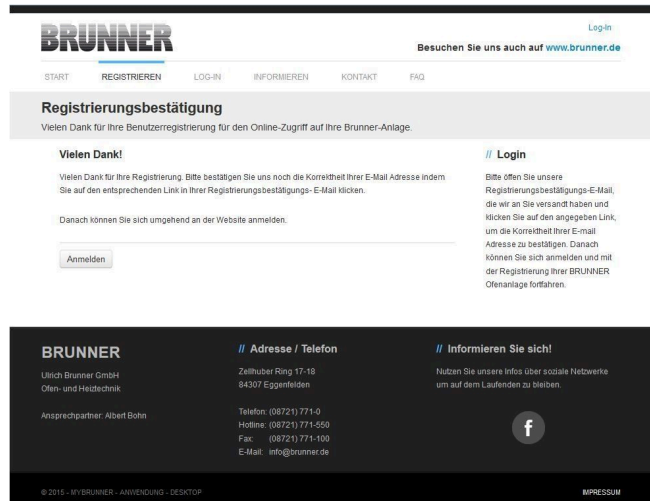 Log-In
BRUNNER
Besuchen Sie uns auch auf www.brunner.de
START REGISTRIEREN LOG-IN INFORMIEREN KONTAKT FAQ
Registrierungsbestätigung
Vielen Dank für Ihre Benutzerregistrierung für den Online-Zugriff auf Ihre Brunner-Anlage.
Vielen Dank!
Vielen Dank für Ihre Registrierung. Bitte bestätigen Sie uns noch die Korrektheit Ihrer E-Mail Adresse indem
Sie auf den entsprechenden Link in Ihrer Registrierungsbestätigungs- E-Mail klicken.
Danach können Sie sich umgehend an der Website anmelden.
Anmelden
// Login
Bitte öffen Sie unsere
Registrierungsbestätigungs-E-Mail,
die wir an Sie versandt haben und
klicken Sie auf den angegeben Link,
um die Korrektheit Ihrer E-mail
Adresse zu bestätigen. Danach
können Sie sich anmelden und mit
der Registrierung Ihrer BRUNNER
Ofenanlage fortfahren.
BRUNNER
Ulrich Brunner GmbH
Ofen- und Heiztechnik
Ansprechpartner: Albert Bohn
// Adresse / Telefon
Zellhuber Ring 17-18
84307 Eggenfelden
Telefon: (08721) 771-0
Hotline: (08721) 771-550
Fax: (08721) 771-100
E-Mail: info@brunner.de
// Informieren Sie sich!
Nutzen Sie unsere Infos über soziale Netzwerke
um auf dem Laufenden zu bleiben.
f
© 2015 - MYBRUNNER - ANWENDUNG - DESKTOP
IMPRESSUM